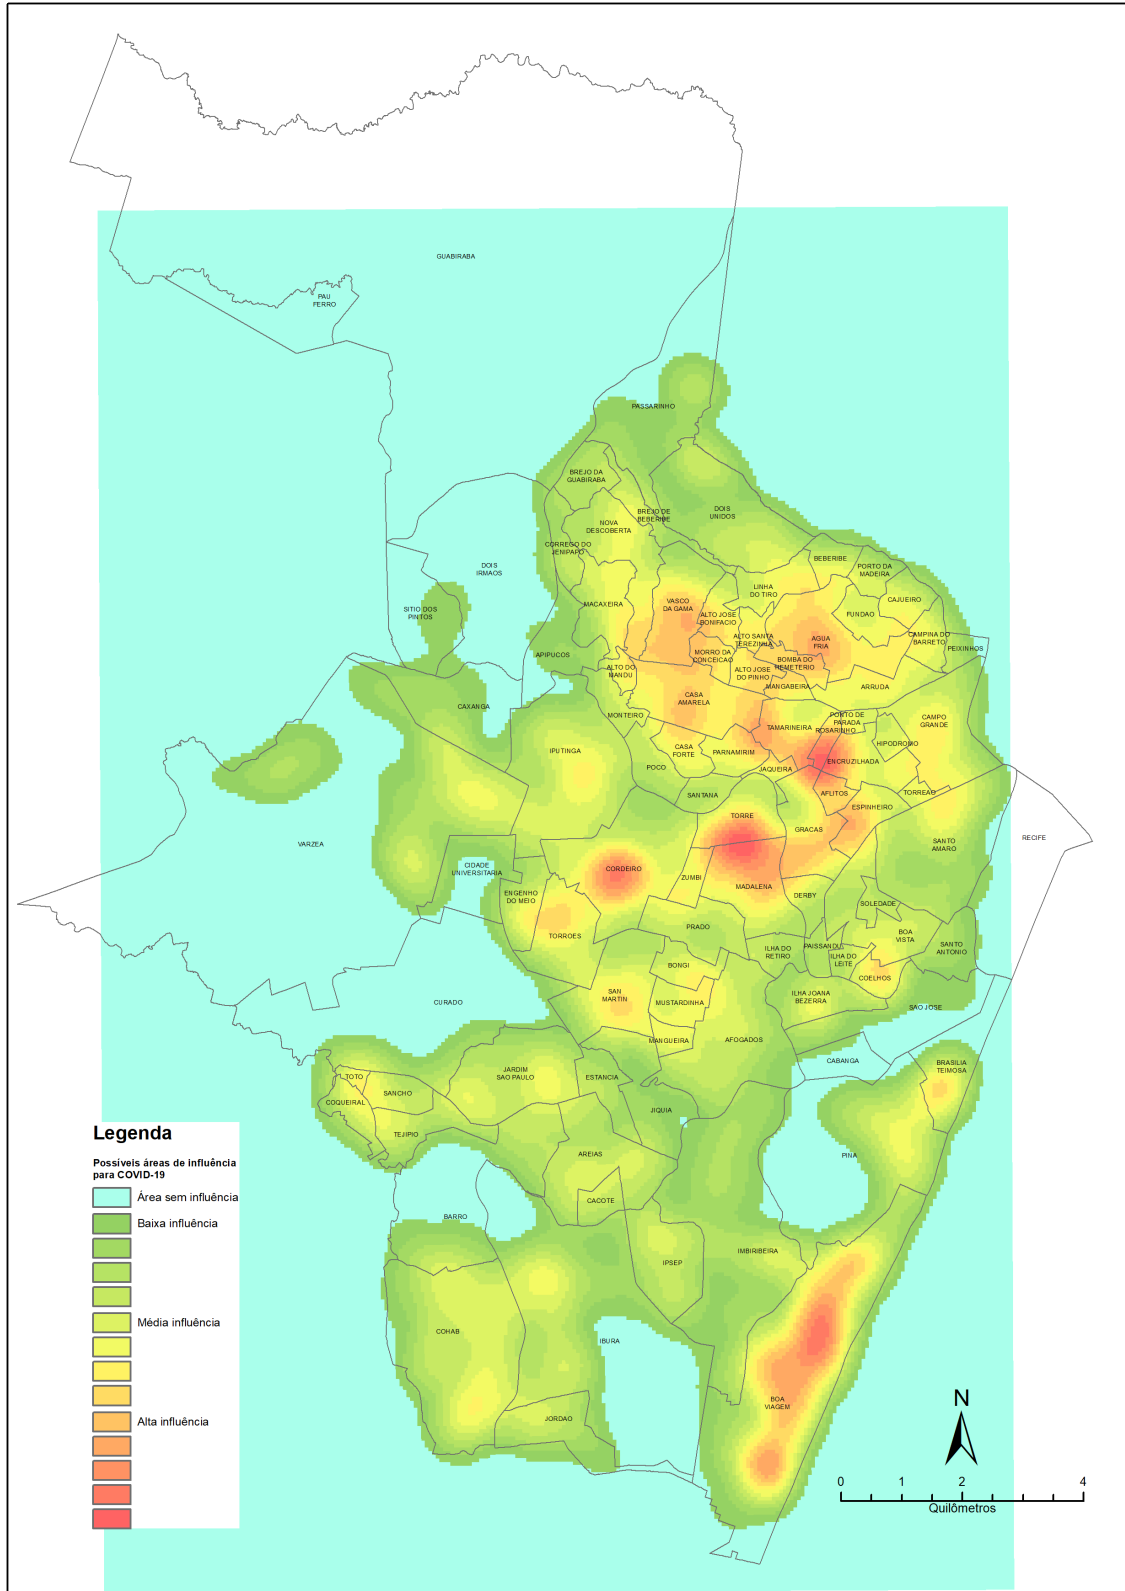 GUABIRABA
PAU
FERRO
PASSARINHO
BREJO DA
GUABIRABA
BREJO DE
BEBERIBE
DOIS
UNIDOS
NOVA
DESCOBERTA
CORREGO DO
JENIPAPO
DOIS
IRMAOS
BEBERIBE
PORTO DA
MADEIRA
LINHA
DO TIRO
CAJUEIRO
MACAXEIRA
VASCO
DA GAMA
SITIO DOS
PINTOS
ALTO JOSE
BONIFACIO
FUNDAO
ALTO SANTA
TEREZINHA
AGUA
FRIA
CAMPINA DO
BARRETO
PEIXINHOS
APIPUCOS
MORRO DA
CONCEICAO
BOMBA DO
HEMETERIO
ALTO DO
MANDU
ALTO JOSE
DO PINHO
MANGABEIRA
ARRUDA
CASA
AMARELA
CAXANGA
MONTEIRO
TAMARINEIRA
PONTO DE
PARADA
ROSARINHO
CAMPO
GRANDE
IPUTINGA
CASA
FORTE
PARNAMIRIM
HIPODROMO
ENCRUZILHADA
POCO
JAQUEIRA
SANTANA
AFLITOS
TORREAO
ESPINHEIRO
TORRE
GRACAS
SANTO
AMARO
RECIFE
VARZEA
CIDADE
UNIVERSITARIA
CORDEIRO
ZUMBI
MADALENA
DERBY
ENGENHO
DO MEIO
SOLEDADE
TORROES
PRADO
BOA
VISTA
ILHA DO
RETIRO
PAISSANDU
ILHA DO
LEITE
SANTO
ANTONIO
BONGI
COELHOS
SAN
MARTIN
MUSTARDINHA
ILHA JOANA
BEZERRA
SAO JOSE
CURADO
MANGUEIRA
AFOGADOS
CABANGA
BRASILIA
TEIMOSA
TOTO
JARDIM
SAO PAULO
ESTANCIA
SANCHO
COQUEIRAL
JIQUIA
TEJIPIO
AREIAS
PINA
CACOTE
BARRO
IMBIRIBEIRA
IPSEP
COHAB
IBURA
BOA
VIAGEM
JORDAO
Legenda
Possíveis áreas de influência
para COVID-19
Área sem influência
Baixa influência
Média influência
Alta influência
N
0 1 2 4
Quilômetros